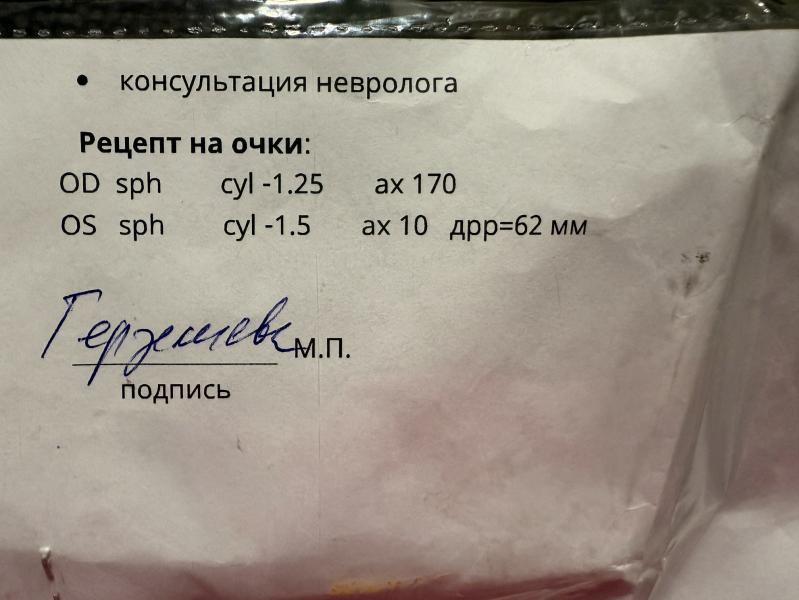 • консультация невролога
Рецепт на очки:
OD sph cyl -1.25 ax 170
OS sph cyl -1.5 ax 10 дрр=62 мм
М.П.
подпись